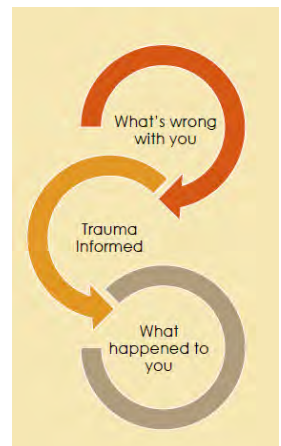 What's wrong
with you
Trauma
Informed
What
happened to
you